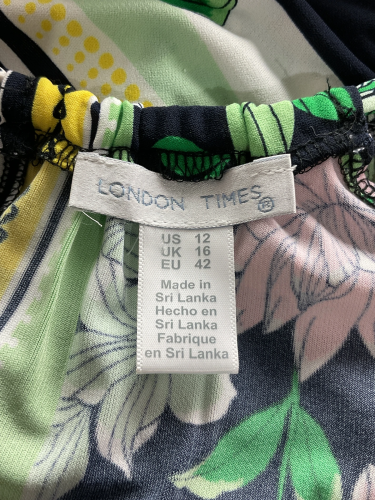 LONDON TIMES®
US 12
UK 16
EU 42
Made in
Sri Lanka
Hecho en
Sri Lanka
Fabrique
en Sri Lanka